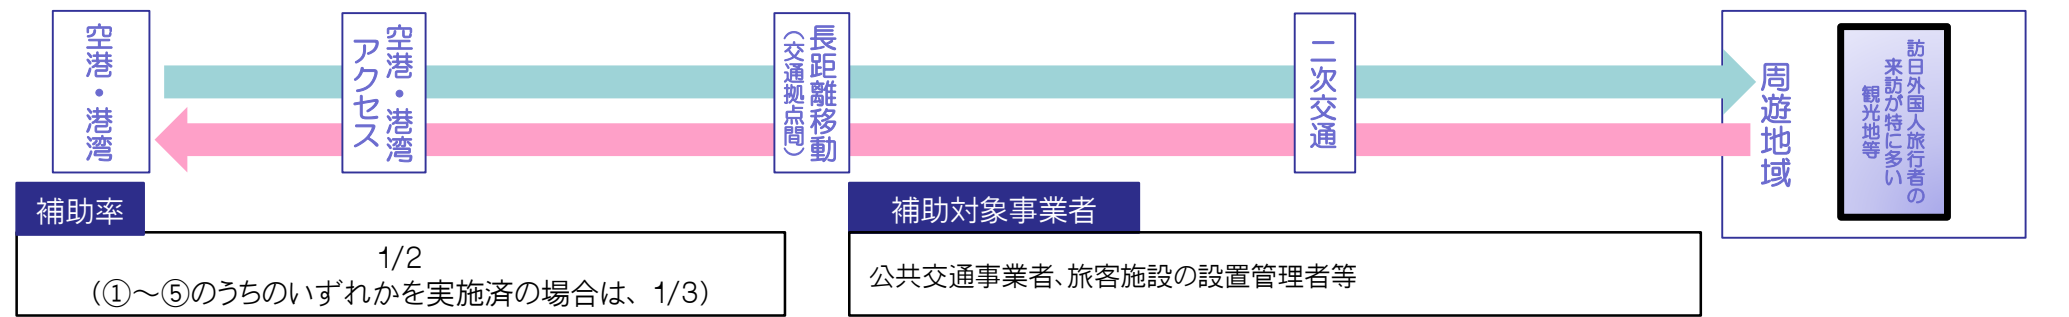 空港・港湾
空港・港湾
アクセス
長距離移動
（交通拠点間）
二次交通
周遊地域
訪日外国人旅行者の
来訪が特に多い
観光地等
補助率
1/2
（①～⑤のうちのいずれかを実施済の場合は、1/3）
補助対象事業者
公共交通事業者、旅客施設の設置管理者等